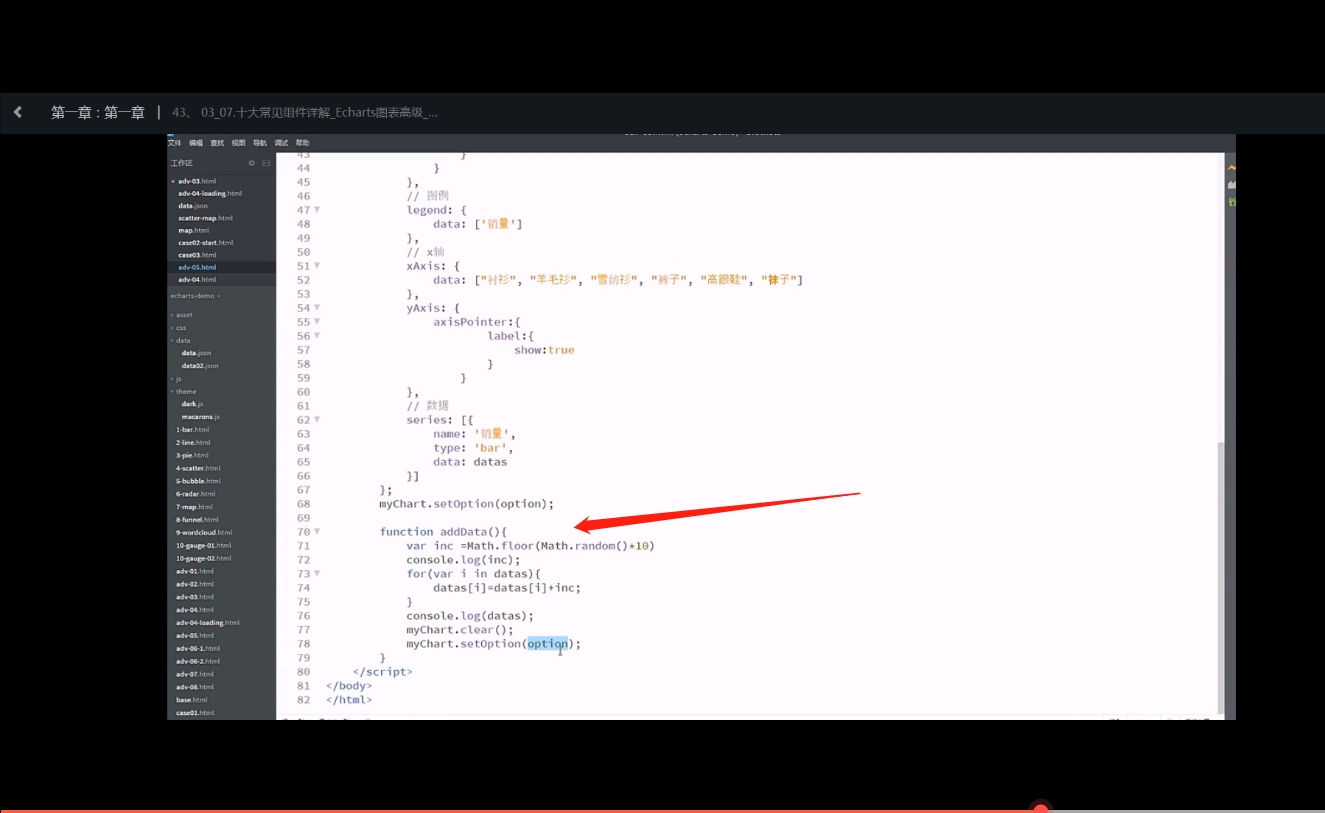 第一章 : 第一章 | 43、 03_07.十大常见组件详解_Echarts图表高级_...
文件 编辑 查找 视图 导航 调试 帮助
工作区
adv-03.html
adv-04-loading.html
data.json
scatter-map.html
map.html
case02-start.html
case03.html
adv-05.html
adv-04.html
echarts-demo
asset
css
data
data.json
data02.json
js
theme
dark.js
macarons.js
1-bar.html
2-line.html
3-pie.html
4-scatter.html
5-bubble.html
6-radar.html
7-map.html
8-funnel.html
9-wordcloud.html
10-gauge-01.html
10-gauge-02.html
adv-01.html
adv-02.html
adv-03.html
adv-04.html
adv-04-loading.html
adv-05.html
adv-06-1.html
adv-06-2.html
adv-07.html
adv-08.html
base.html
case01.html
43 }
44 }
45 },
46 // 图例
47 legend: {
48 data: ['销量']
49 },
50 // x轴
51 xAxis: {
52 data: ["衬衫", "羊毛衫", "雪纺衫", "裤子", "高跟鞋", "袜子"]
53 },
54 yAxis: {
55 axisPointer:{
56 label:{
57 show:true
58 }
59 }
60 },
61 // 数据
62 series: [{
63 name: '销量',
64 type: 'bar',
65 data: datas
66 }]
67 };
68 myChart.setOption(option);
69
70 function addData(){
71 var inc =Math.floor(Math.random()*10)
72 console.log(inc);
73 for(var i in datas){
74 datas[i]=datas[i]+inc;
75 }
76 console.log(datas);
77 myChart.clear();
78 myChart.setOption(option);
79 }
80 </script>
81 </body>
82 </html>